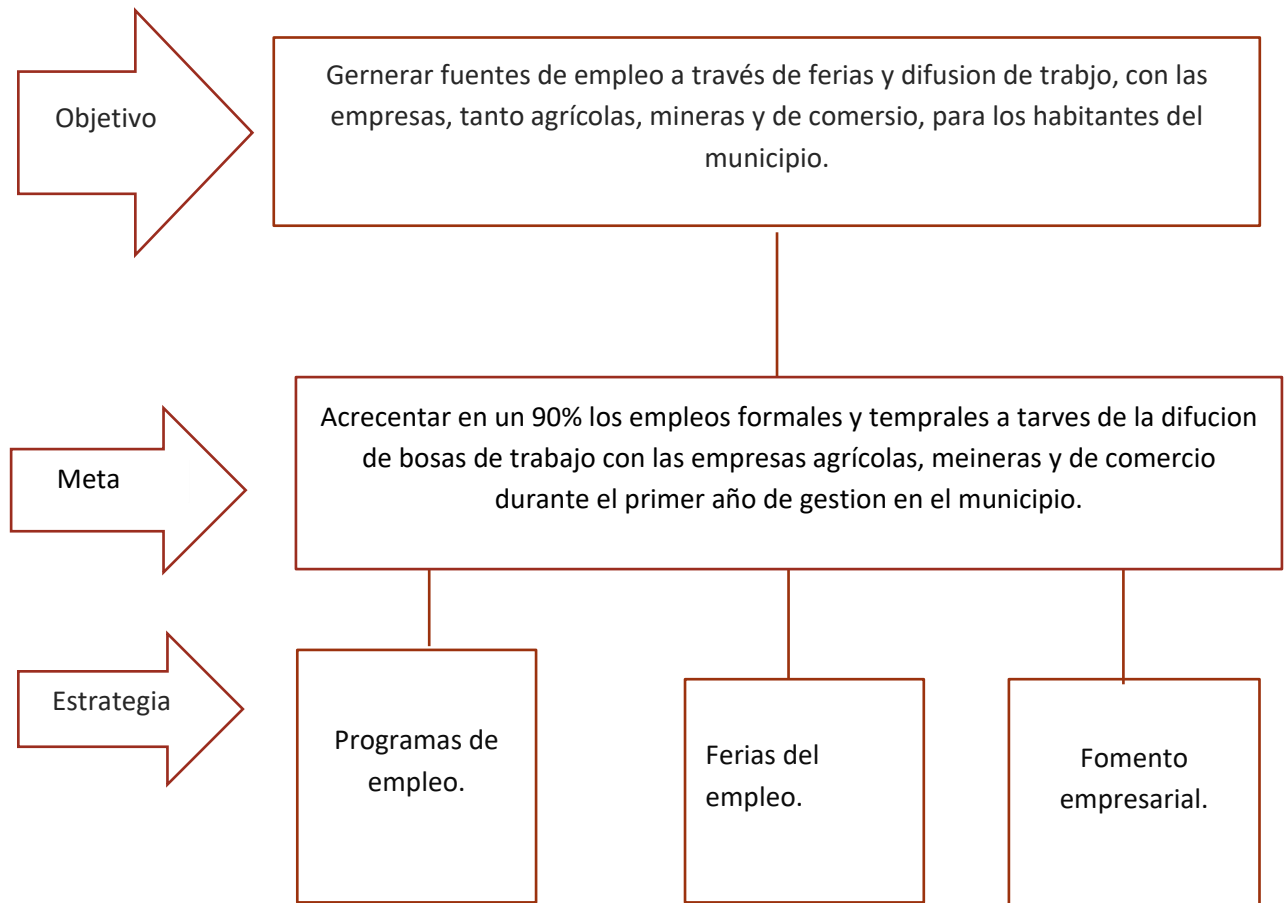 Objetivo
Gernerar fuentes de empleo a través de ferias y difusion de trabjo, con las
empresas, tanto agrícolas, mineras y de comersio, para los habitantes del
municipio.
Meta
Acrecentar en un 90% los empleos formales y temprales a tarves de la difucion
de bosas de trabajo con las empresas agrícolas, meineras y de comercio
durante el primer año de gestion en el municipio.
Estrategia
Programas de
empleo.
Ferias del
empleo.
Fomento
empresarial.